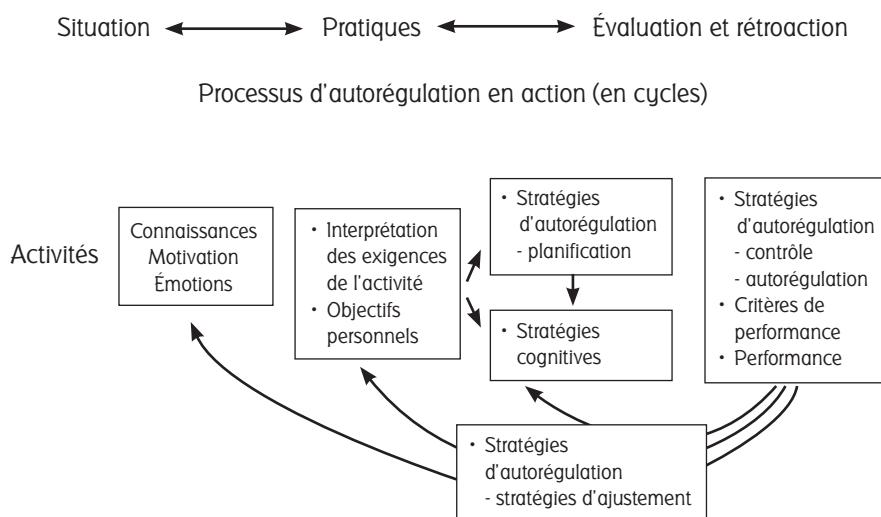 Situation
Pratiques
Évaluation et rétroaction
Processus d'autorégulation en action (en cycles)
Activités
Connaissances
Motivation
Émotions
• Interprétation
des exigences
de l'activité
• Objectifs
personnels
• Stratégies
d'autorégulation
- planification
• Stratégies
cognitives
• Stratégies
d'autorégulation
- contrôle
- autorégulation
• Critères de
performance
• Performance
• Stratégies
d'autorégulation
- stratégies d'ajustement